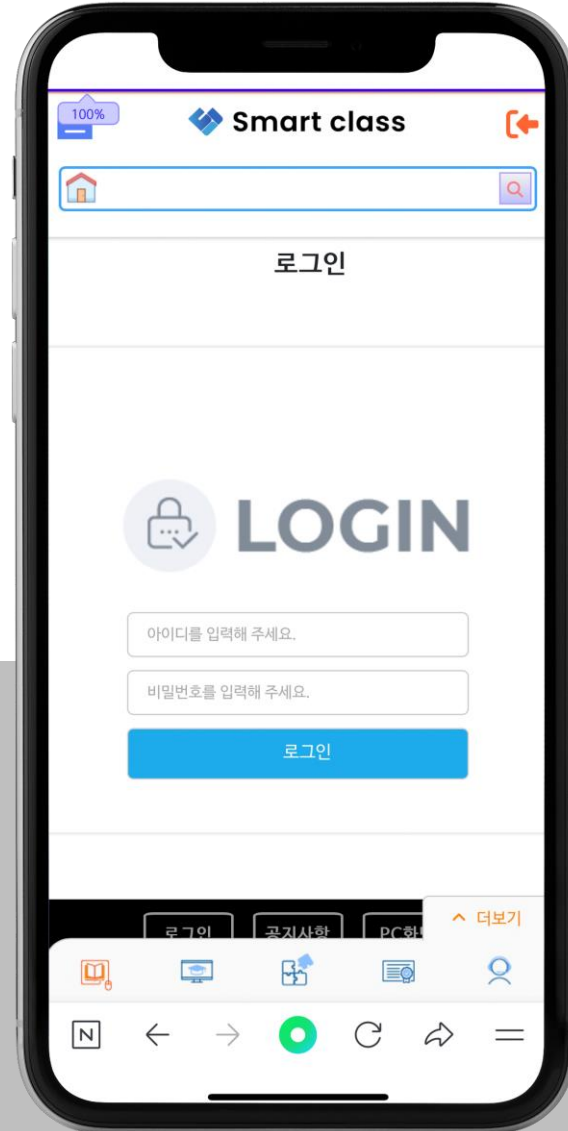 100%
Smart class
로그인
LOGIN
아이디를 입력해 주세요.
비밀번호를 입력해 주세요.
로그인
더보기
로그인
공지사항
N